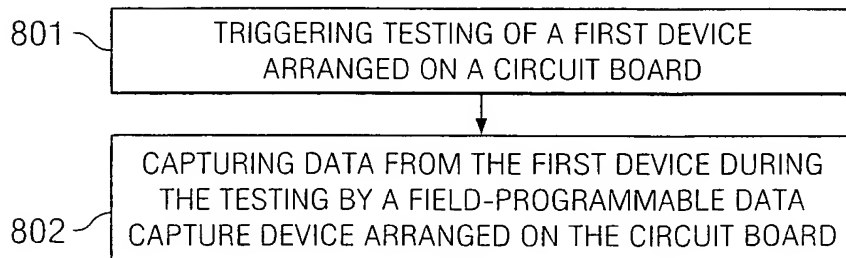 801
TRIGGERING TESTING OF A FIRST DEVICE
ARRANGED ON A CIRCUIT BOARD
CAPTURING DATA FROM THE FIRST DEVICE DURING
THE TESTING BY A FIELD-PROGRAMMABLE DATA
802
CAPTURE DEVICE ARRANGED ON THE CIRCUIT BOARD